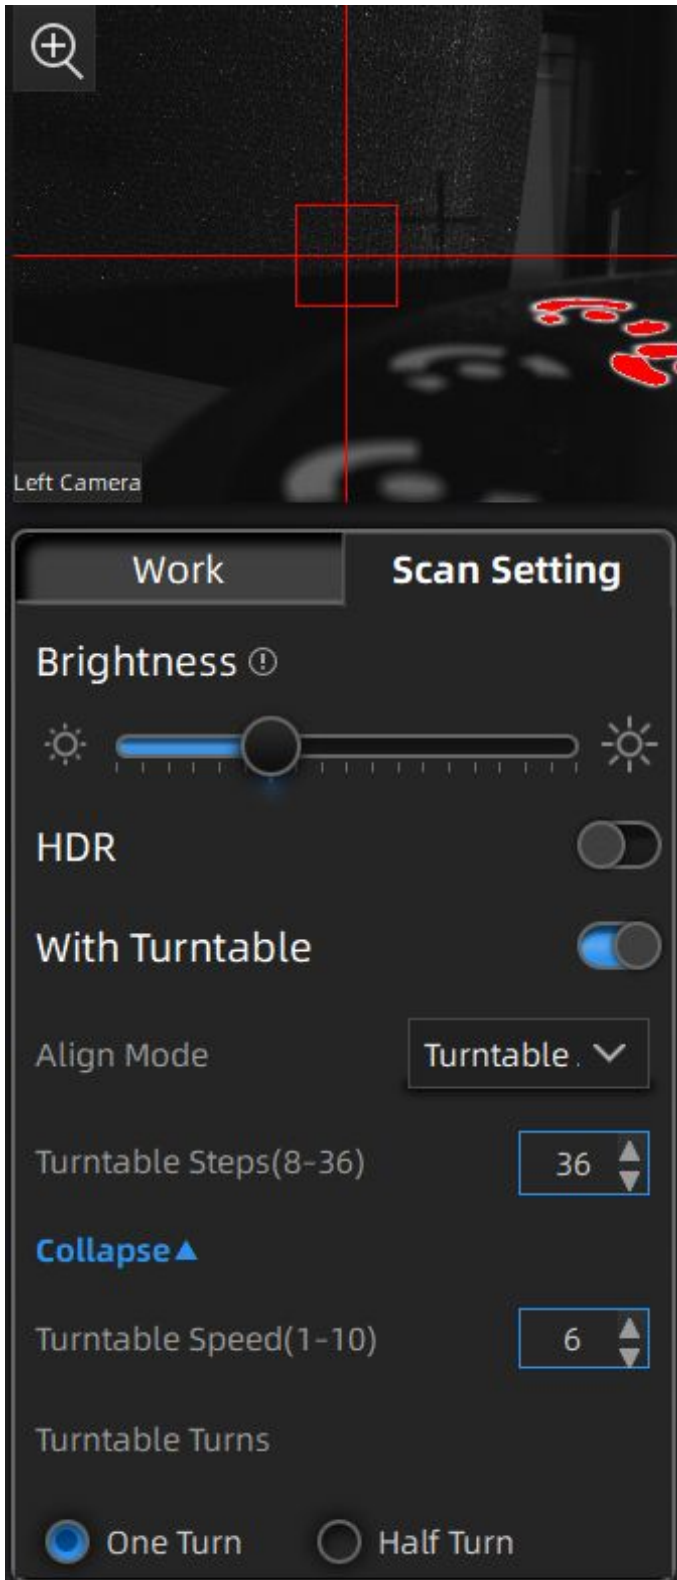 Left Camera
Work
Scan Setting
Brightness
HDR
With Turntable
Align Mode
Turntable .
Turntable Steps(8-36)
36
Collapse▲
Turntable Speed(1-10)
6
Turntable Turns
One Turn
Half Turn